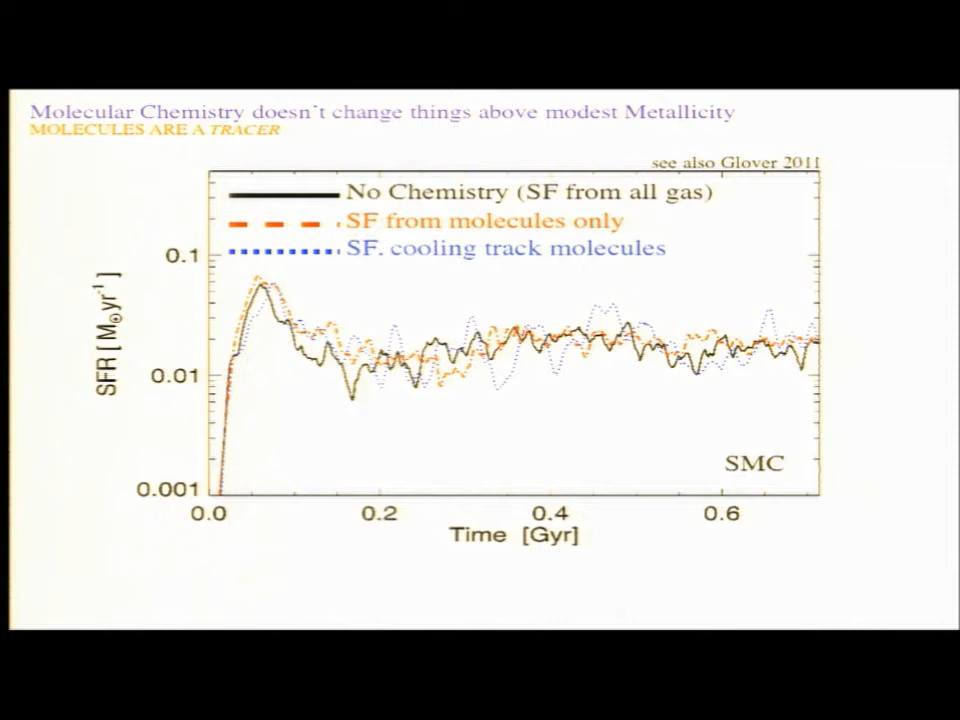 Molecular Chemistry doesn't change things above modest Metallicity
MOLECULES ARE A TRACER
see also Glover 2011
No Chemistry (SF from all gas)
SF from molecules only
SF. cooling track molecules
0.1
0.01
0.001
SFR [ M⊙yr⁻¹ ]
SMC
0.0 0.2 0.4 0.6
Time [Gyr]